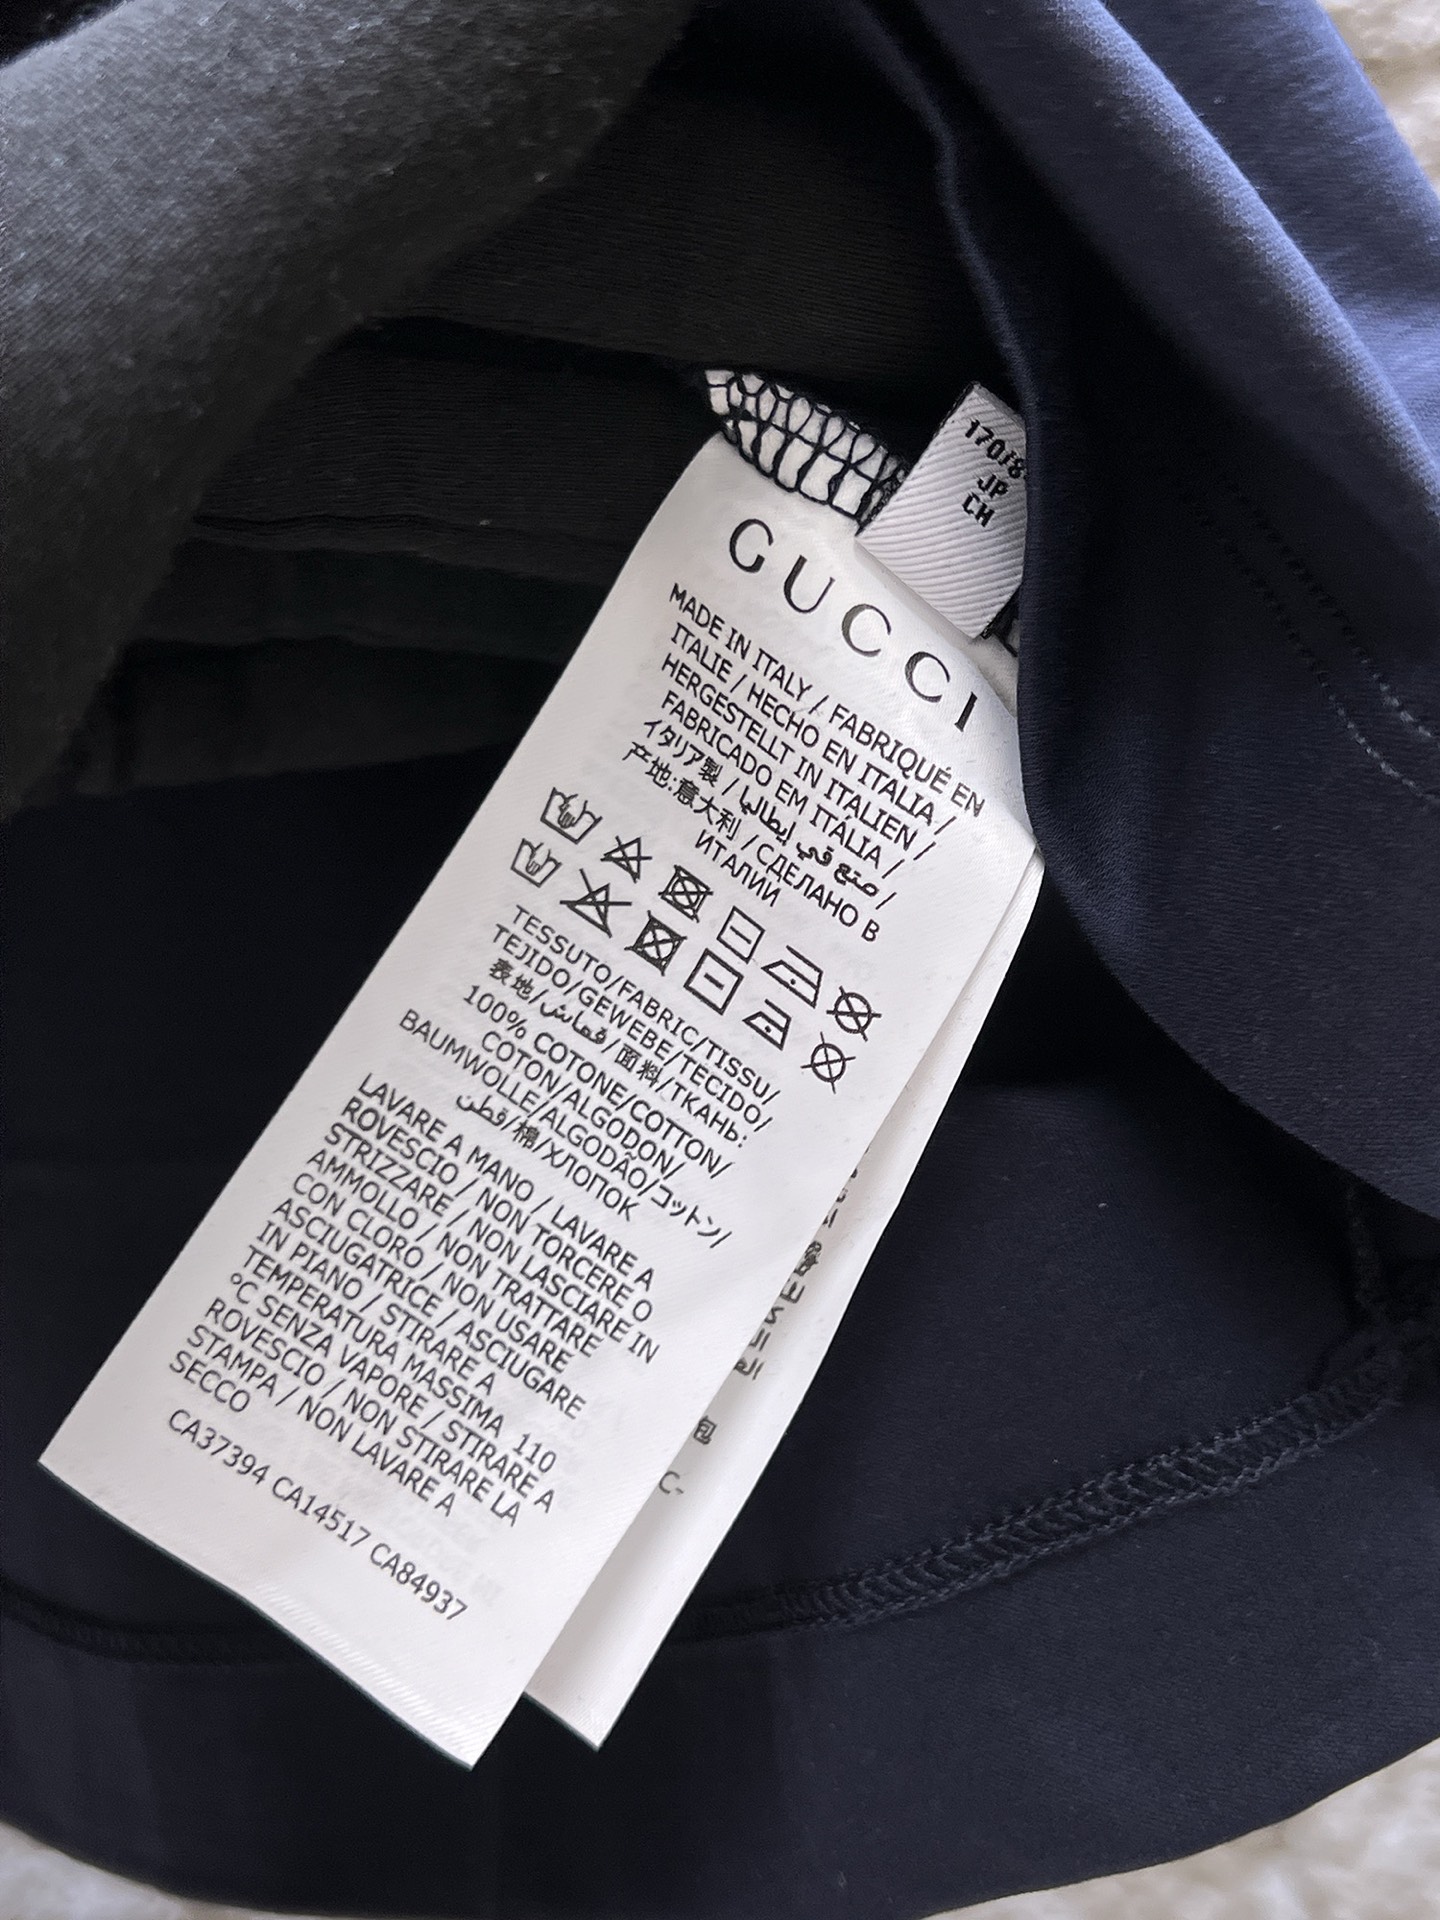 170/8
JP
CH
GUCCI
MADE IN ITALY / FABRIQUÉ EN
ITALIE / HECHO EN ITALIA /
HERGESTELLT IN ITALIEN /
FABRICADO EM ITÁLIA /
イタリア製 / صنع في إيطاليا /
产地:意大利 / СДЕЛАНО В
ИТАЛИИ
TESSUTO/FABRIC/TISSU/
TEJIDO/GEWEBE/TECIDO/
表地/قماش/面料/ТКАНЬ:
100% COTONE/COTTON/
COTON/ALGODON/
BAUMWOLLE/ALGODÃO/コットン/
قطن/棉/ХЛОПОК
LAVARE A MANO / LAVARE A
ROVESCIO / NON TORCERE O
STRIZZARE / NON LASCIARE IN
AMMOLLO / NON TRATTARE
CON CLORO / NON USARE
ASCIUGATRICE / ASCIUGARE
IN PIANO / STIRARE A
TEMPERATURA MASSIMA 110
°C SENZA VAPORE / STIRARE A
ROVESCIO / NON STIRARE LA
STAMPA / NON LAVARE A
SECCO
CA37394 CA14517 CA84937
包
C-